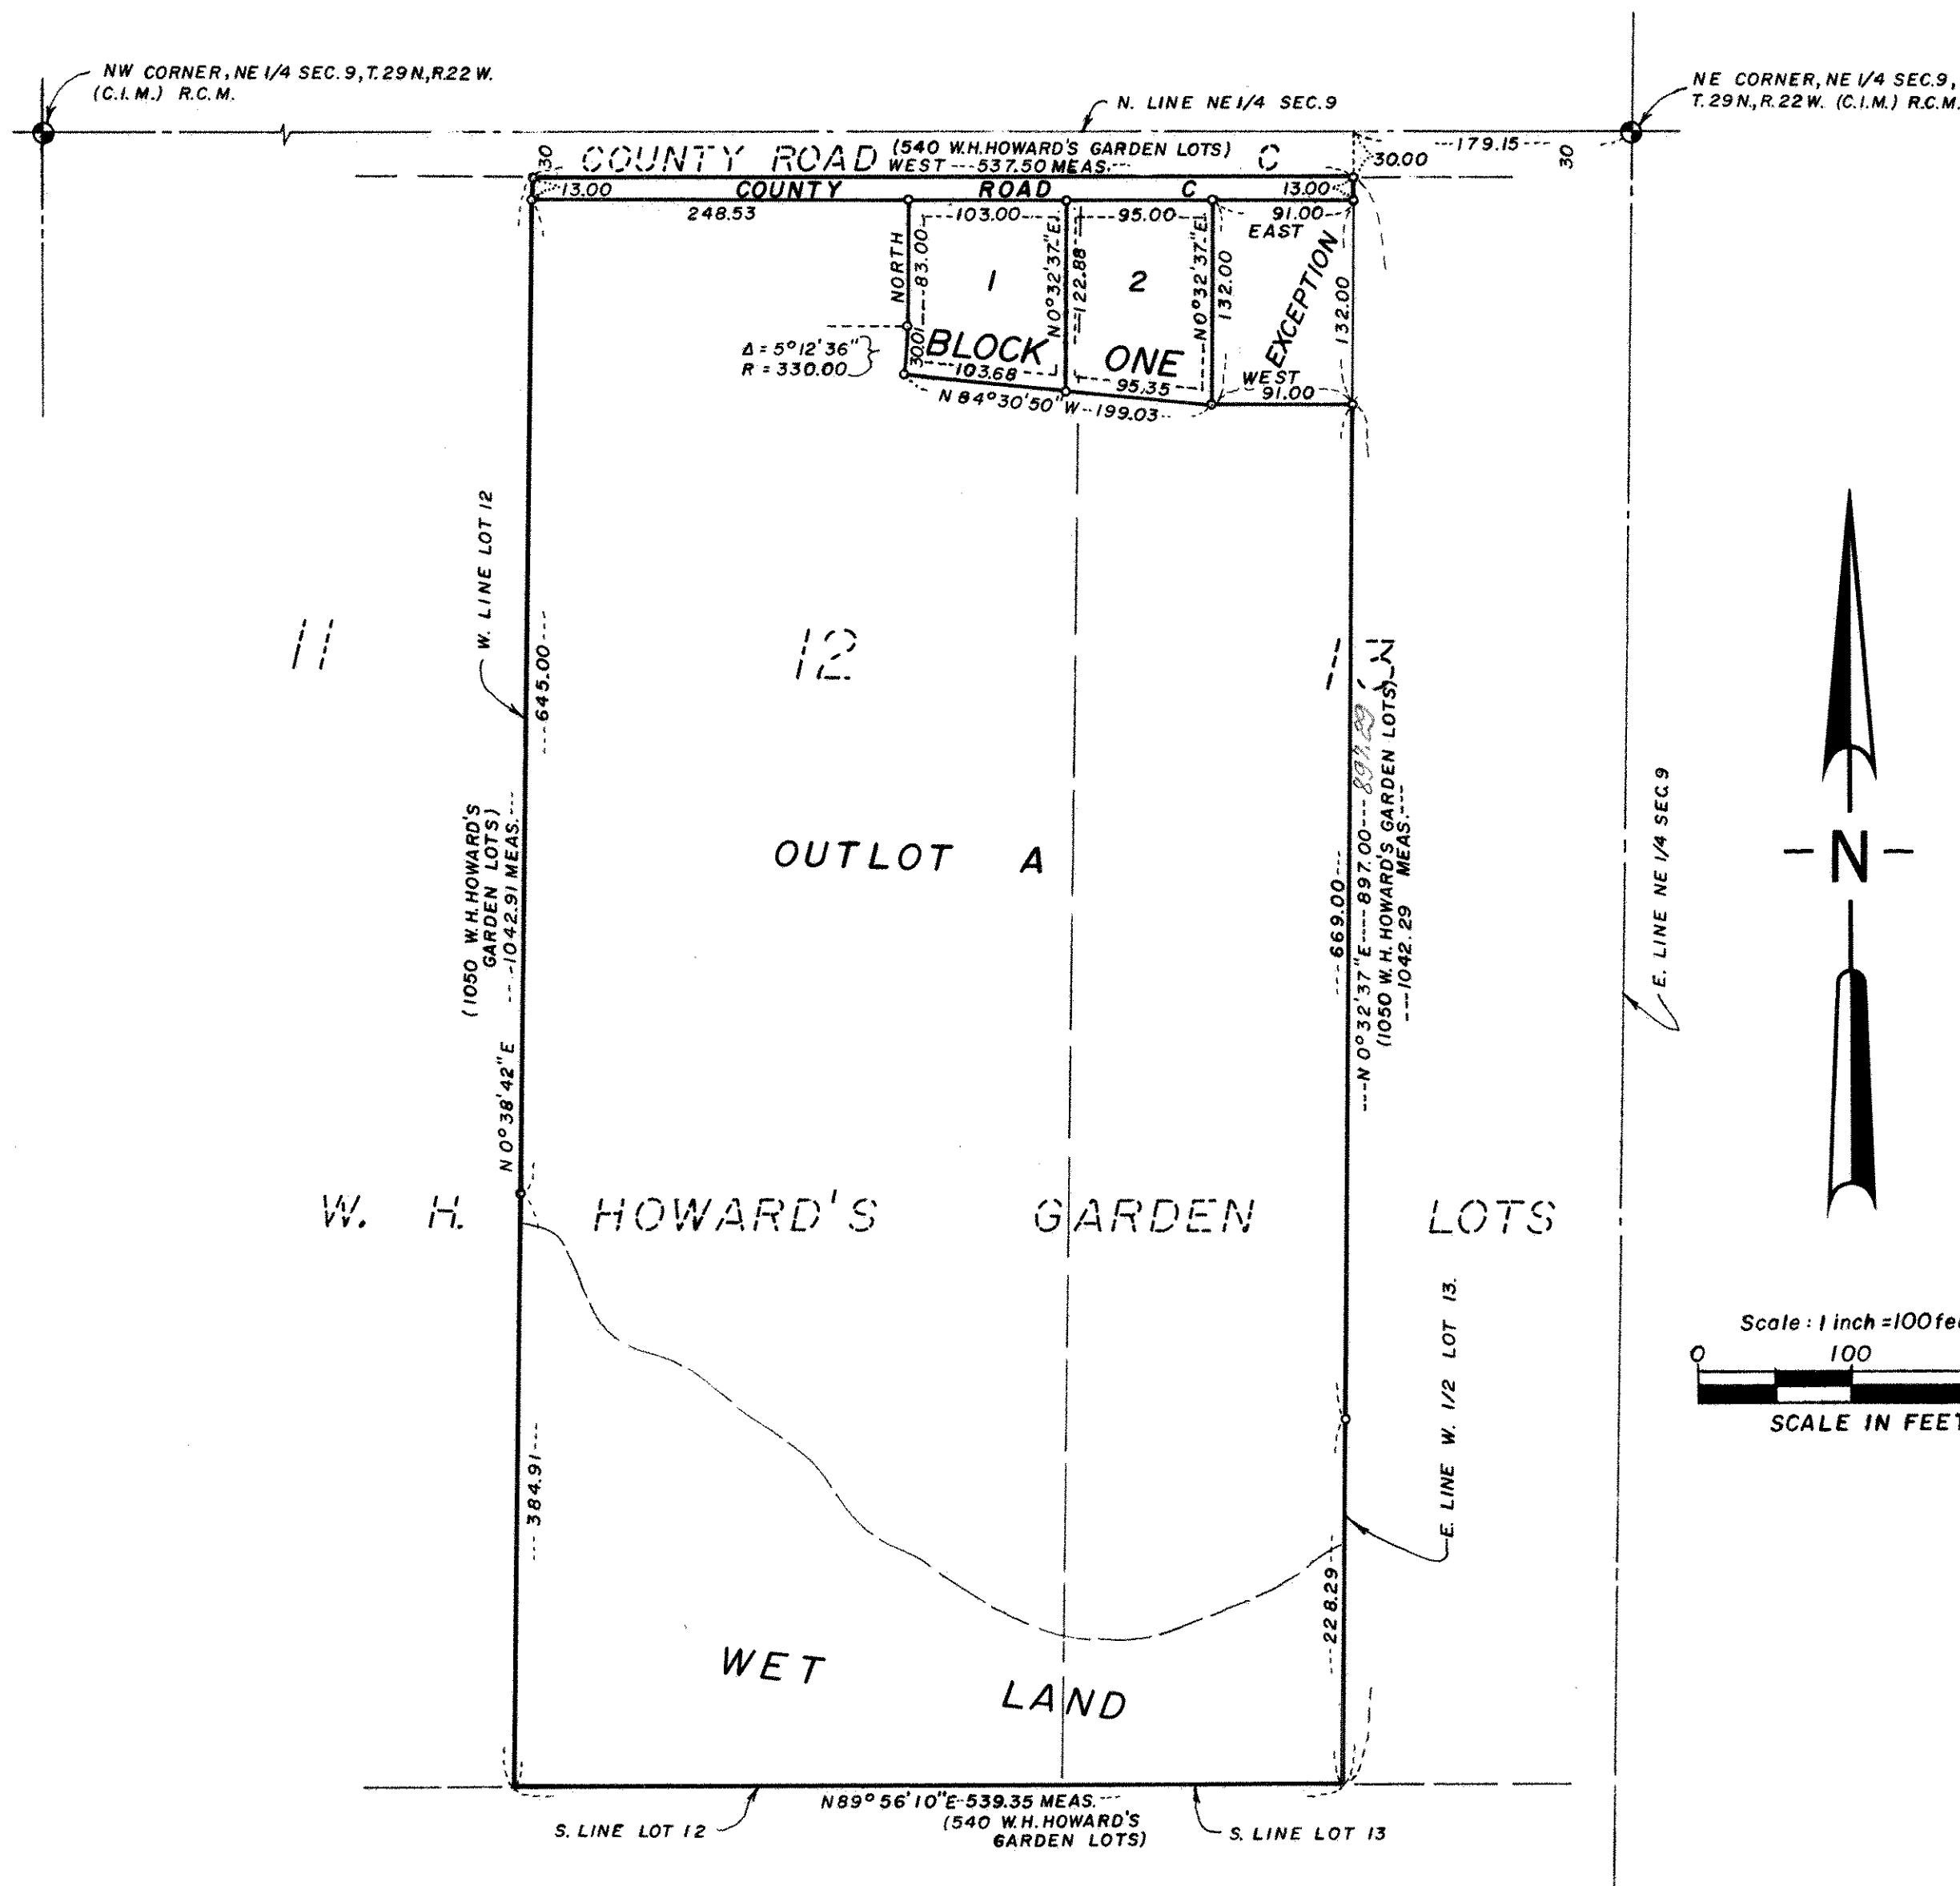 NW CORNER, NE 1/4 SEC. 9, T. 29 N, R22 W.
(C.I.M.) R.C.M.
NE CORNER, NE 1/4 SEC.9,
T. 29 N., R. 22 W. (C.I.M.) R.C.M.
N. LINE NE 1/4 SEC. 9
30
COUNTY ROAD C
(540 W.H. HOWARD'S GARDEN LOTS)
WEST 537.50 MEAS.
30.00
179.15
30
13.00
COUNTY ROAD C
13.00
248.53
103.00
95.00
91.00
EAST
NORTH
83.00
30.01
1
N 0° 32' 37" E
122.88
2
N 0° 32' 37" E
132.00
EXCEPTION
132.00
Δ = 5° 12' 36"
R = 330.00
BLOCK ONE
103.68
95.35
WEST
91.00
N 84° 30' 50" W 199.03
W. LINE LOT 12
11
12
13
645.00
(1050 W.H. HOWARD'S
GARDEN LOTS)
1042.91 MEAS.
N 0° 38' 42" E
OUTLOT A
669.00
N 0° 32' 37" E 897.00 897.29
(1050 W.H. HOWARD'S GARDEN LOTS)
1042.29 MEAS.
E. LINE NE 1/4 SEC. 9
N
W. H. HOWARD'S GARDEN LOTS
E. LINE W. 1/2 LOT 13.
Scale: 1 inch = 100 fee
0 100
SCALE IN FEET
384.91
228.29
WET LAND
N 89° 56' 10" E 539.35 MEAS.
(540 W.H. HOWARD'S
GARDEN LOTS)
S. LINE LOT 12
S. LINE LOT 13